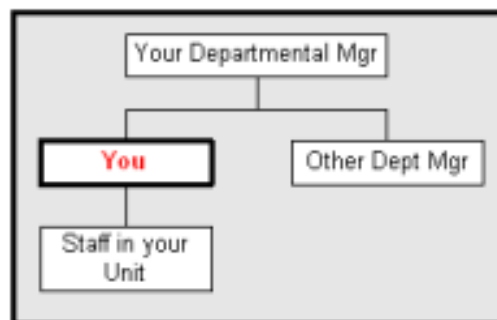 Your Departmental Mgr
You
Other Dept Mgr
Staff in your
Unit